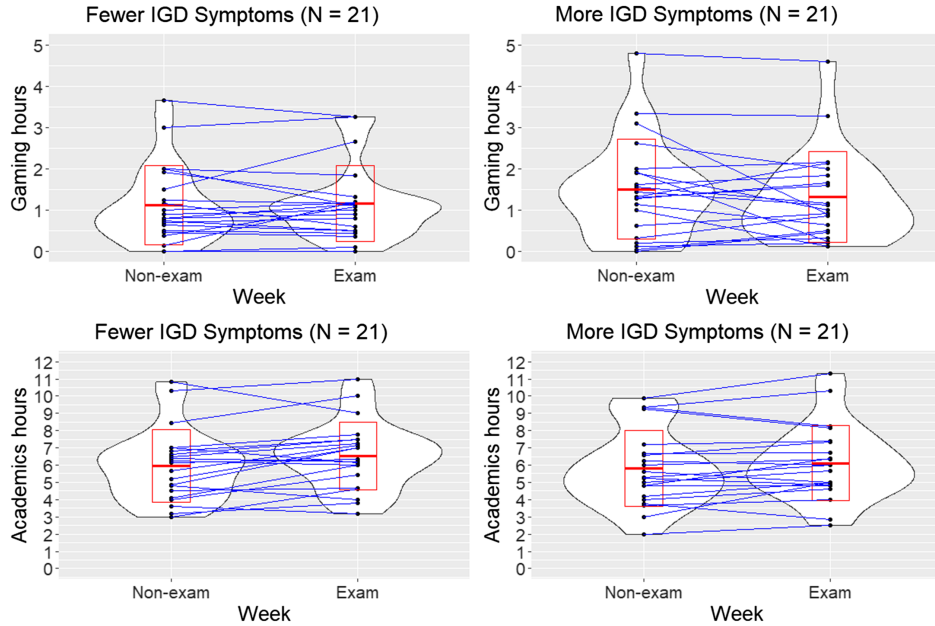 Fewer IGD Symptoms (N = 21)
More IGD Symptoms (N = 21)
Gaming hours
5
4
3
2
1
0
Non-exam
Exam
Week
Gaming hours
5
4
3
2
1
0
Non-exam
Exam
Week
Fewer IGD Symptoms (N = 21)
More IGD Symptoms (N = 21)
Academics hours
12
11
10
9
8
7
6
5
4
3
2
1
0
Non-exam
Exam
Week
Academics hours
12
11
10
9
8
7
6
5
4
3
2
1
0
Non-exam
Exam
Week